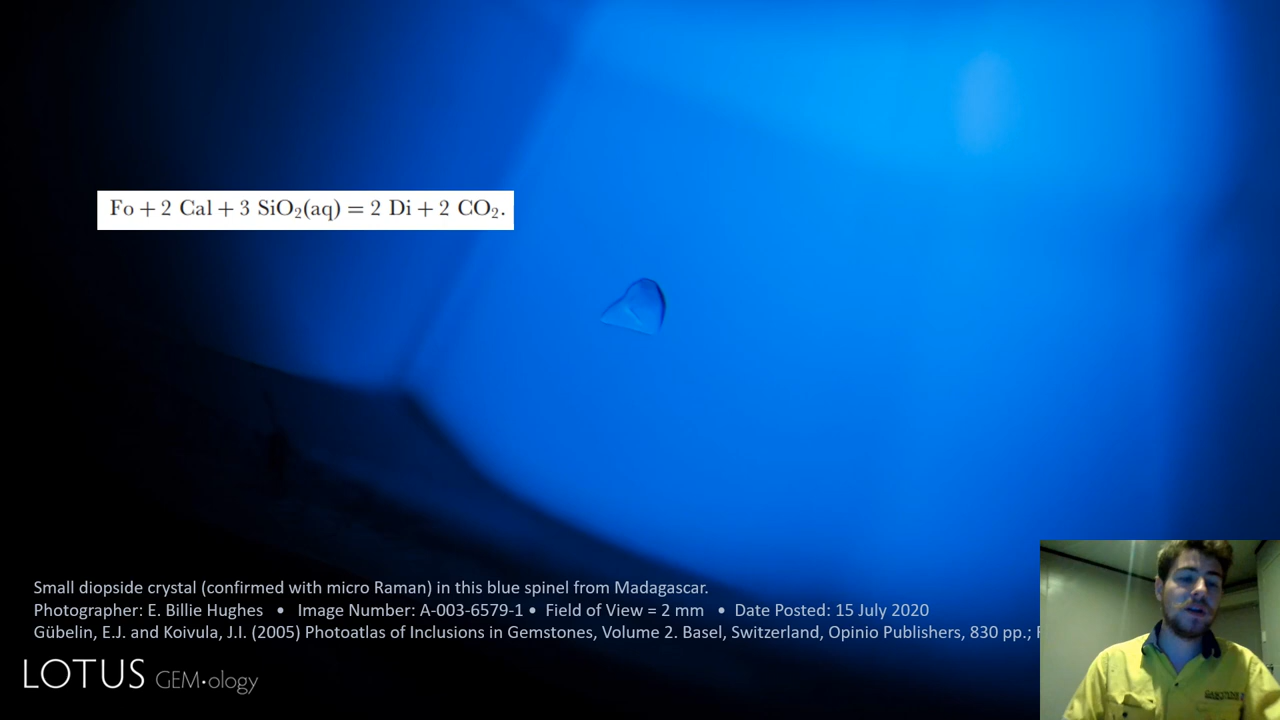 Fo + 2 Cal + 3 SiO₂(aq) = 2 Di + 2 CO₂.
Small diopside crystal (confirmed with micro Raman) in this blue spinel from Madagascar.
Photographer: E. Billie Hughes • Image Number: A-003-6579-1 • Field of View = 2 mm • Date Posted: 15 July 2020
Gübelin, E.J. and Koivula, J.I. (2005) Photoatlas of Inclusions in Gemstones, Volume 2. Basel, Switzerland, Opinio Publishers, 830 pp.;
LOTUS GEM•ology